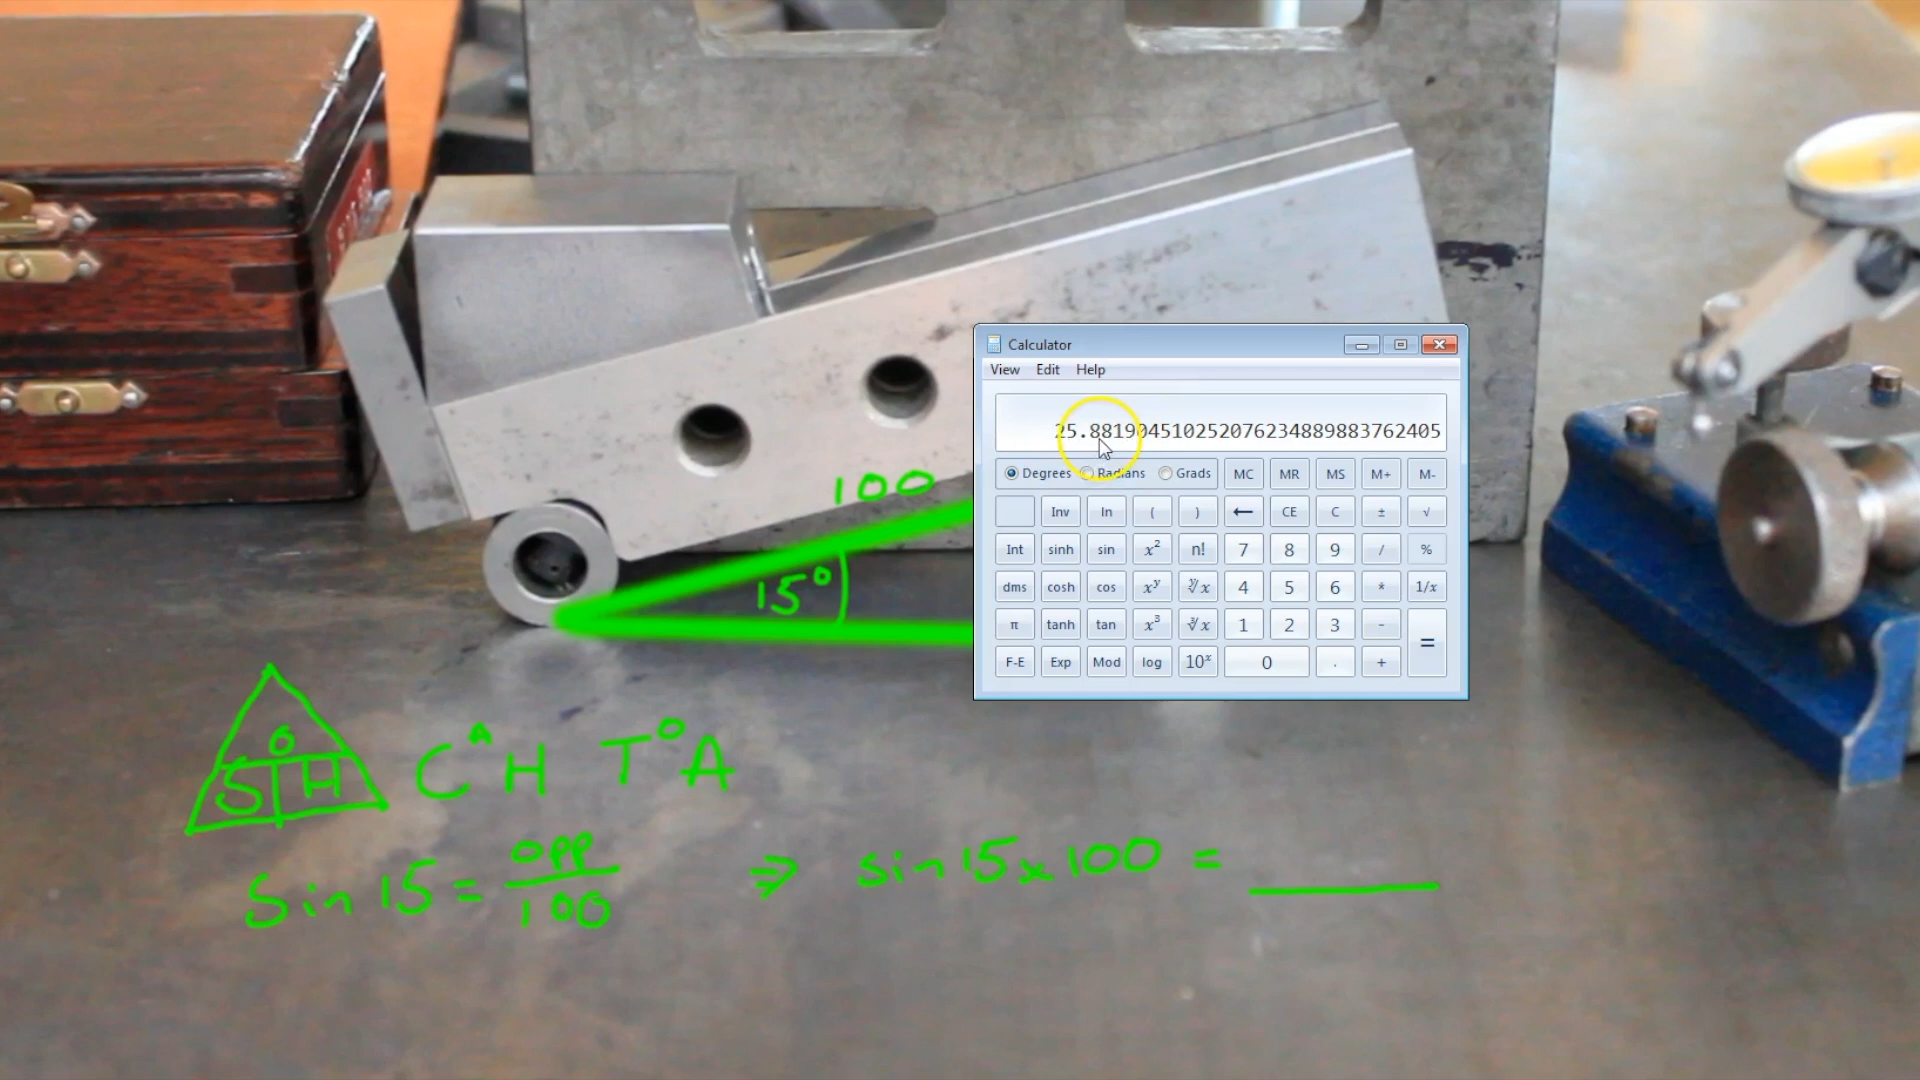 Calculator
View Edit Help
25.881904510252076234889883762405
Degrees Radians Grads MC MR MS M+ M-
Inv ln ( ) ← CE C ± √
Int sinh sin x² n! 7 8 9 / %
dms cosh cos xʸ ʸ√x 4 5 6 * 1/x
π tanh tan x³ ³√x 1 2 3 - =
F-E Exp Mod log 10ˣ 0 . +
100
15°
O
S H
C A H T O A
Sin 15 = opp / 100 ⇒ sin 15 x 100 =